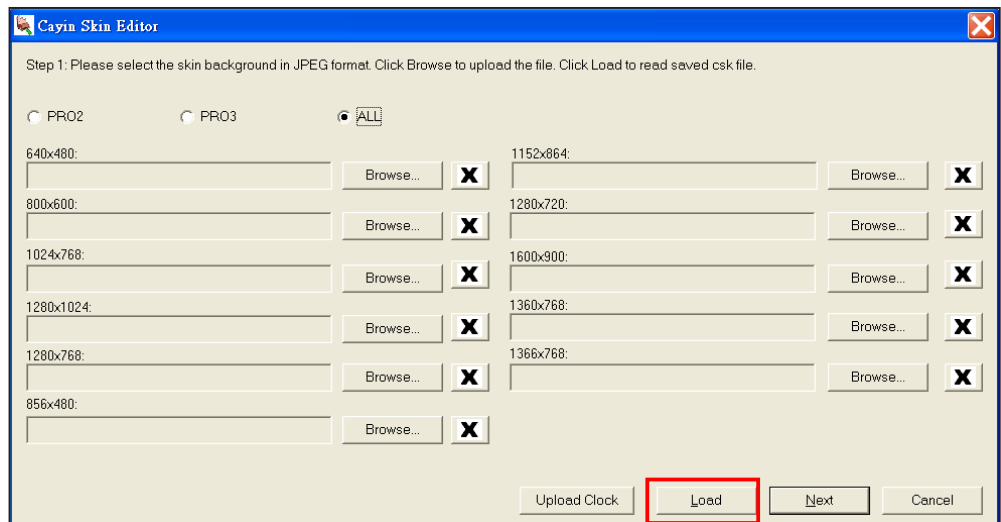 Cayin Skin Editor
Step 1: Please select the skin background in JPEG format. Click Browse to upload the file. Click Load to read saved csk file.
PRO2 PRO3 ALL
640x480:
Browse... X
800x600:
Browse... X
1024x768:
Browse... X
1280x1024:
Browse... X
1280x768:
Browse... X
856x480:
Browse... X
1152x864:
Browse... X
1280x720:
Browse... X
1600x900:
Browse... X
1360x768:
Browse... X
1366x768:
Browse... X
Upload Clock Load Next Cancel